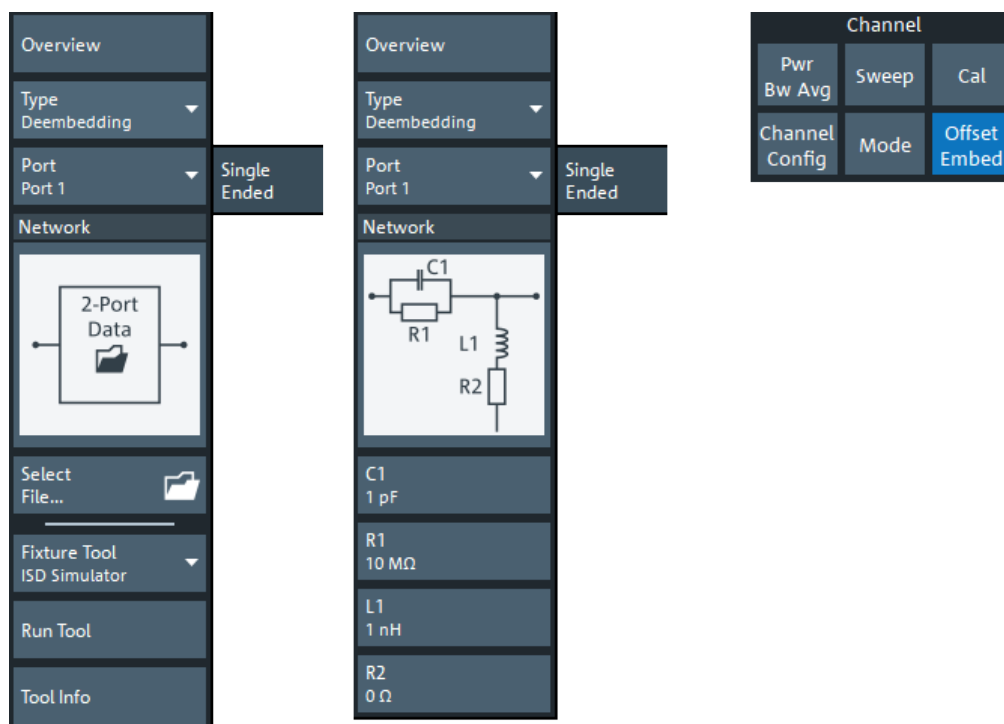 Overview
Type
Deembedding
Port
Port 1
Single
Ended
Network
2-Port
Data
Select
File...
Fixture Tool
ISD Simulator
Run Tool
Tool Info
Overview
Type
Deembedding
Port
Port 1
Single
Ended
Network
C1
R1
L1
R2
C1
1 pF
R1
10 MΩ
L1
1 nH
R2
0 Ω
Channel
Pwr
Bw Avg
Sweep
Cal
Channel
Config
Mode
Offset
Embed